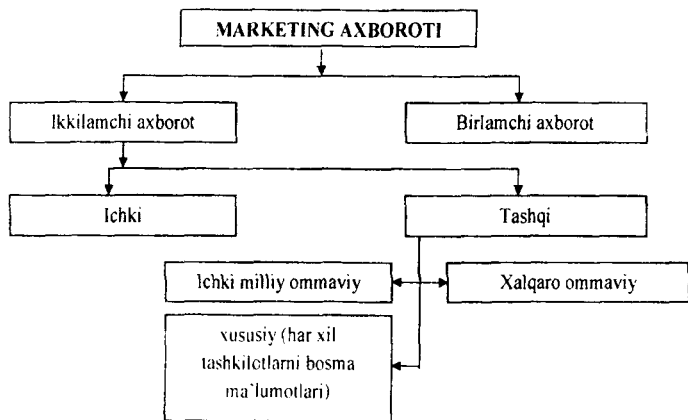 MARKETING AXBOROTI
Ikkilamchi axborot
Birlamchi axborot
Ichki
Tashqi
Ichki milliy ommaviy
Xalqaro ommaviy
xususiy (har xil
tashkilotlarni bosma
ma`lumotlari)